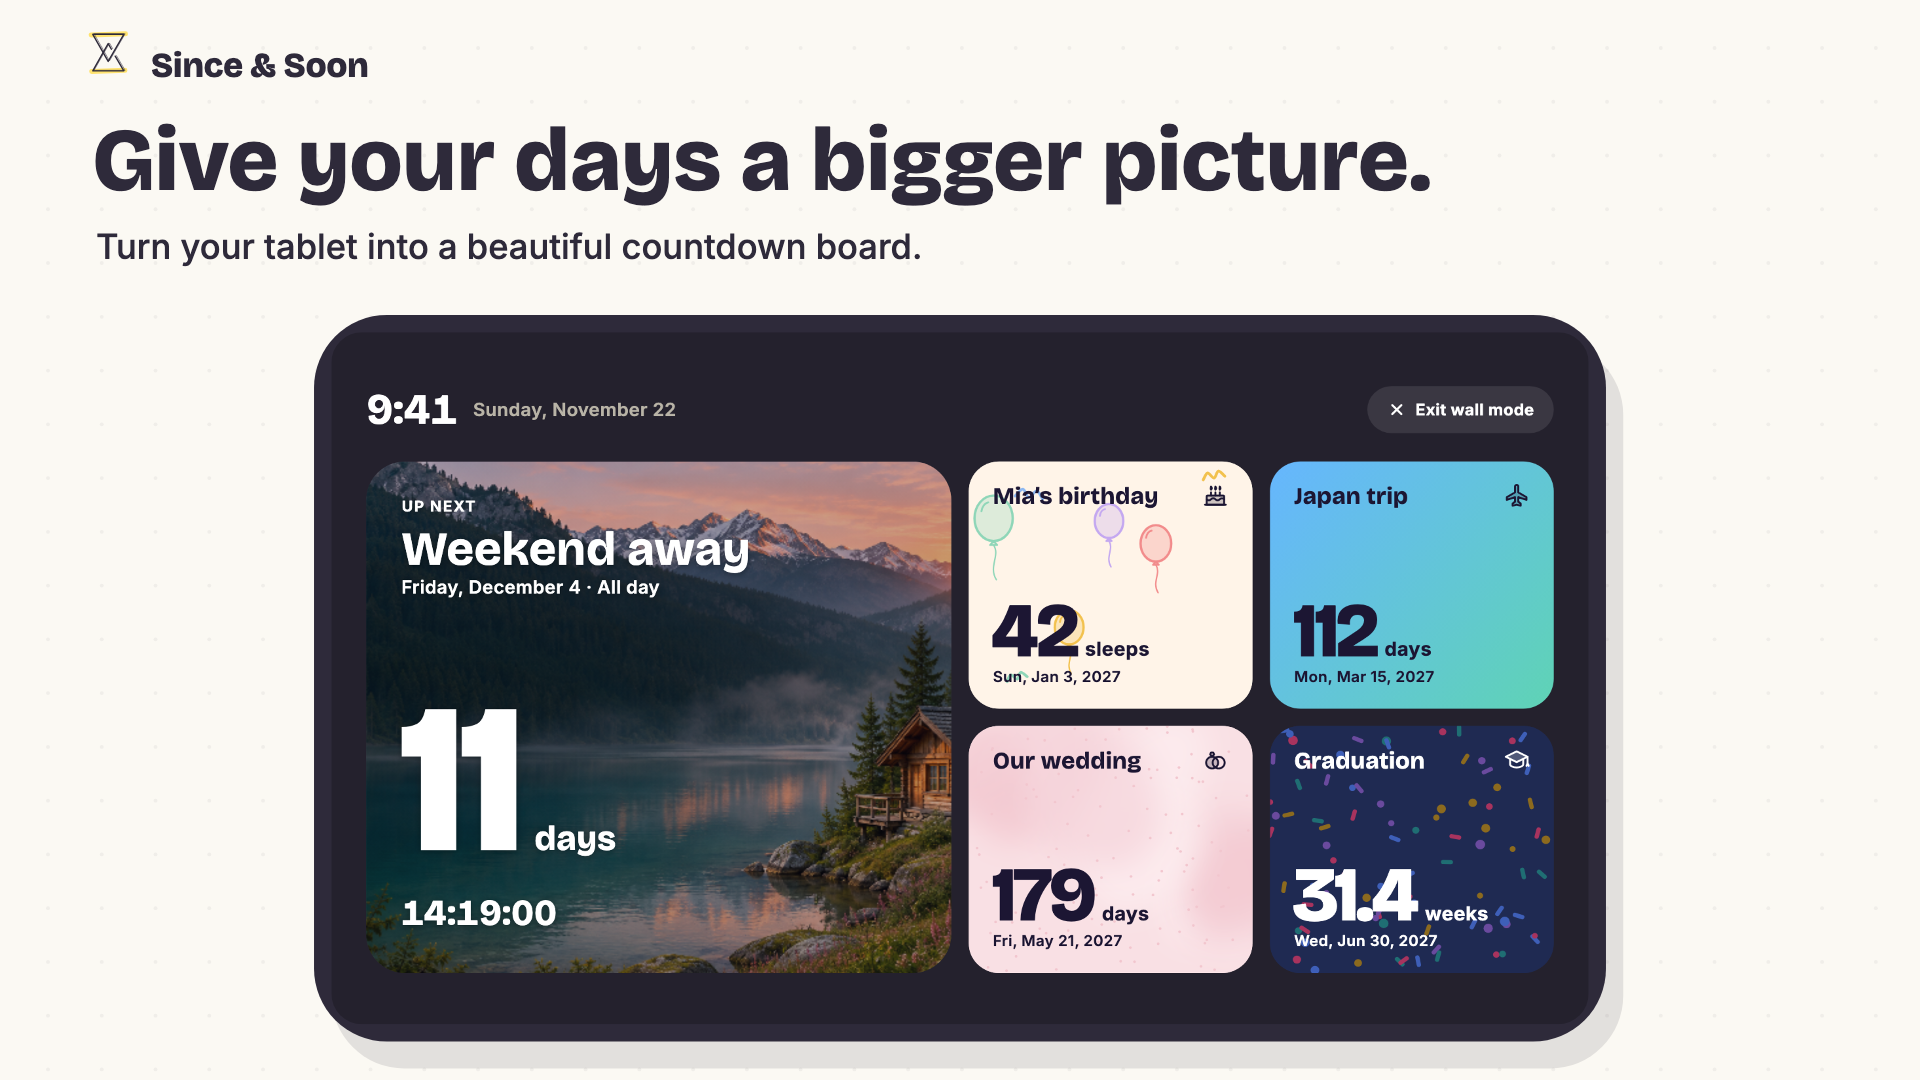 Since & Soon
Give your days a bigger picture.
Turn your tablet into a beautiful countdown board.
9:41 Sunday, November 22
Exit wall mode
UP NEXT
Weekend away
Friday, December 4 · All day
11 days
14:19:00
Mia's birthday
42 sleeps
Sun, Jan 3, 2027
Japan trip
112 days
Mon, Mar 15, 2027
Our wedding
179 days
Fri, May 21, 2027
Graduation
31.4 weeks
Wed, Jun 30, 2027